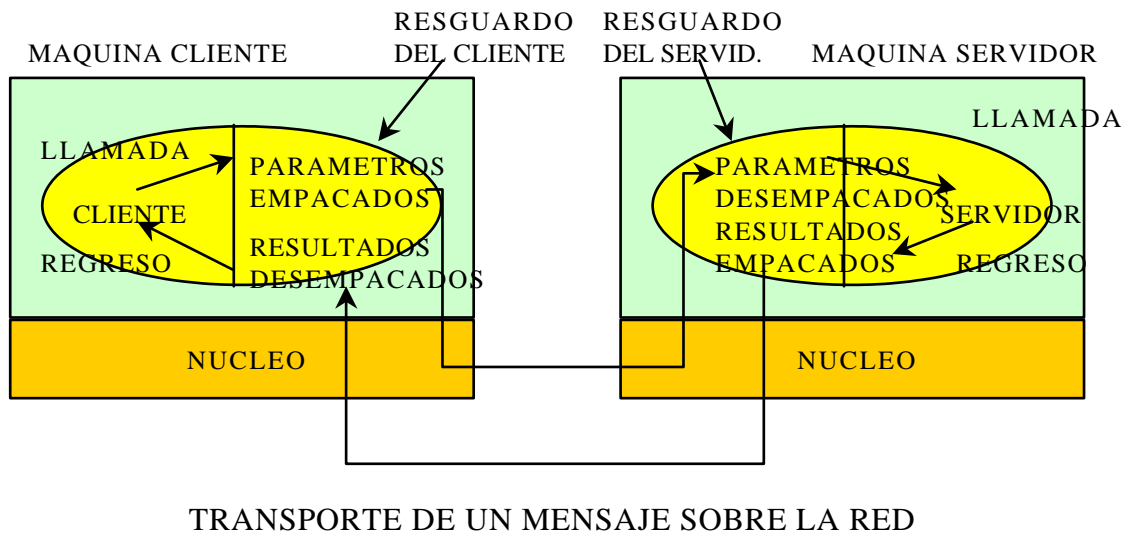 RESGUARDO
DEL CLIENTE
RESGUARDO
DEL SERVID.
MAQUINA CLIENTE
MAQUINA SERVIDOR
LLAMADA
CLIENTE
REGRESO
PARAMETROS
EMPACADOS
RESULTADOS
DESEMPACADOS
PARAMETROS
DESEMPACADOS
RESULTADOS
EMPACADOS
LLAMADA
SERVIDOR
REGRESO
NUCLEO
NUCLEO
TRANSPORTE DE UN MENSAJE SOBRE LA RED